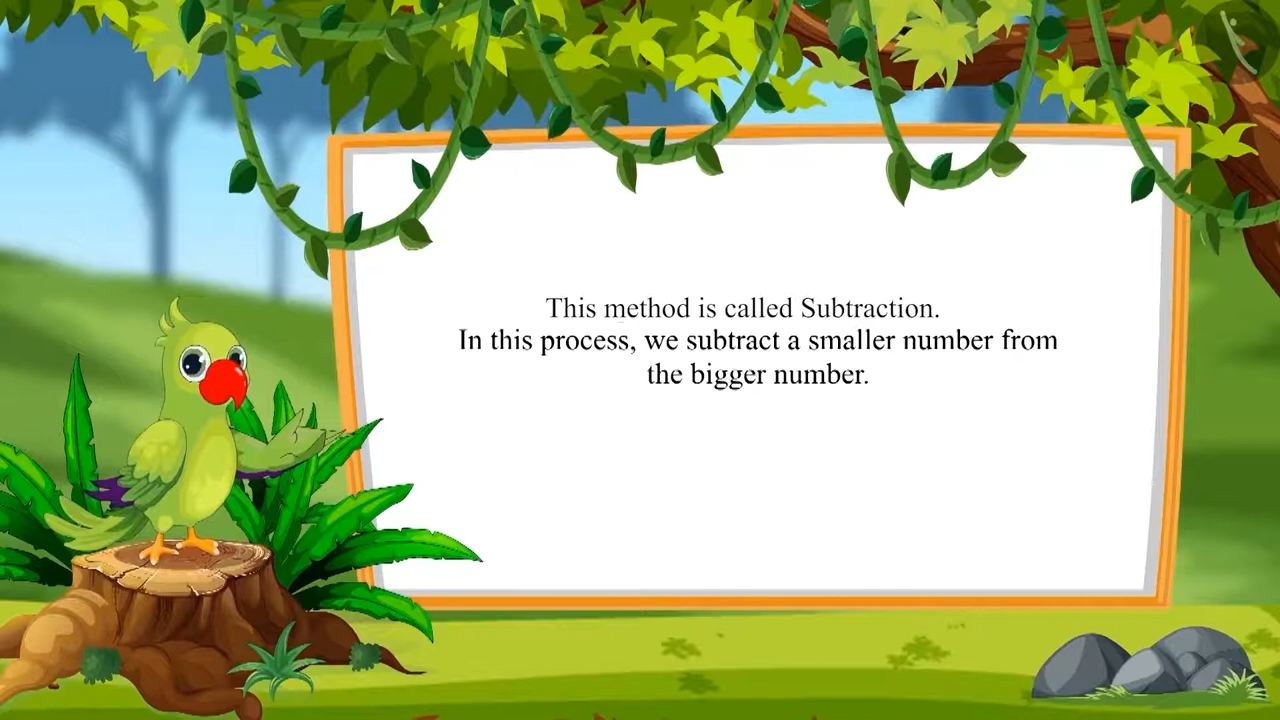 This method is called Subtraction.
In this process, we subtract a smaller number from
the bigger number.